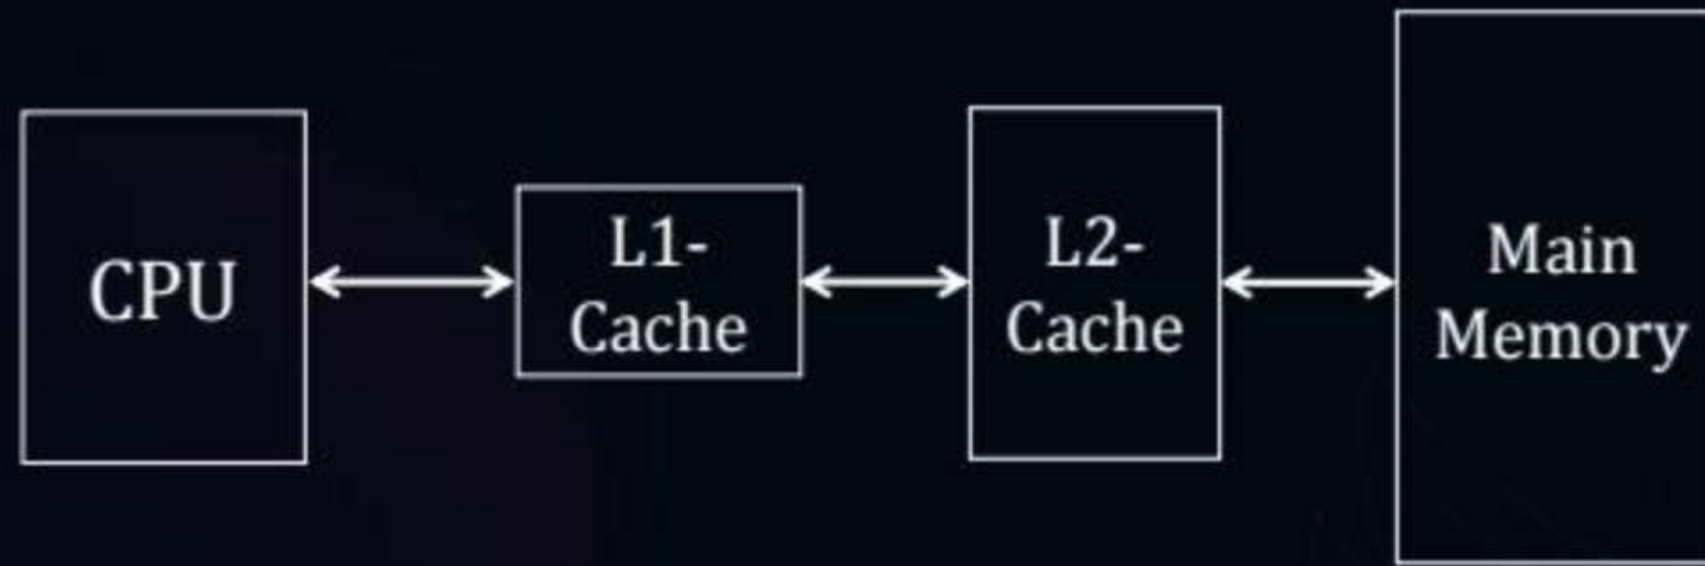 CPU
L1-
Cache
L2-
Cache
Main
Memory